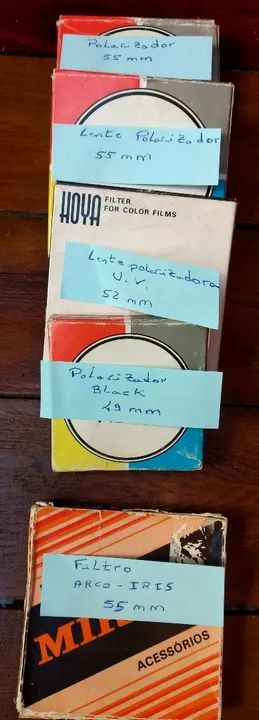 Polarizador
55 mm
Lente Polarizador
55 mm
HOYA FILTER
FOR COLOR FILMS
Lente polarizadora
U.V.
52 mm
Polarizador
Black
49 mm
Filtro
ARCO-IRIS
55 mm
ACESSÓRIOS